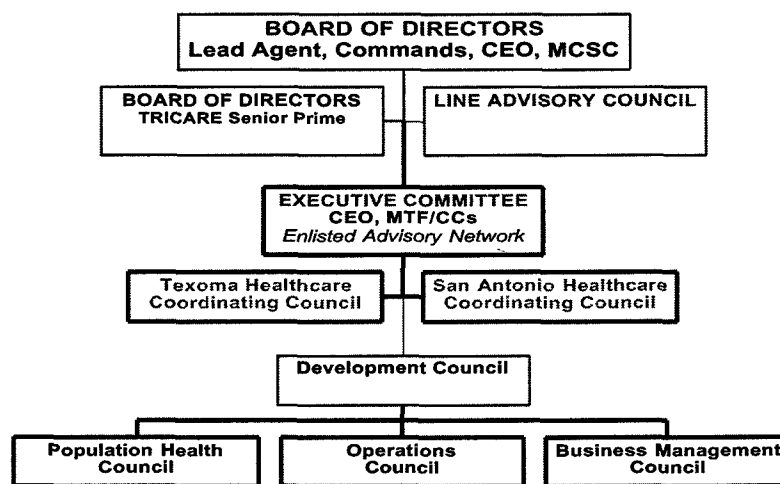 BOARD OF DIRECTORS
Lead Agent, Commands, CEO, MCSC
BOARD OF DIRECTORS
TRICARE Senior Prime
LINE ADVISORY COUNCIL
EXECUTIVE COMMITTEE
CEO, MTF/CCs
Enlisted Advisory Network
Texoma Healthcare
Coordinating Council
San Antonio Healthcare
Coordinating Council
Development Council
Population Health
Council
Operations
Council
Business Management
Council